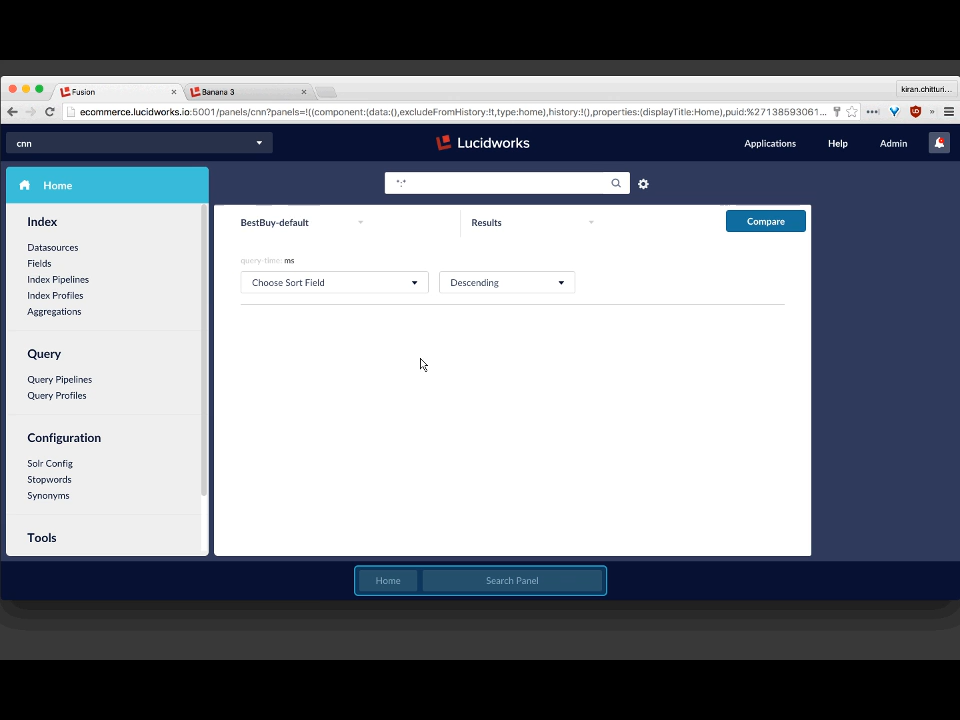 Fusion
Banana 3
kiran.chitturi...
ecommerce.lucidworks.io:5001/panels/cnn?panels=!((component:(data:(),excludeFromHistory:!t,type:home),history:!(),properties:(displayTitle:Home),puid:%271385930​61...
cnn
Lucidworks
Applications
Help
Admin
Home
*:*
Index
Datasources
Fields
Index Pipelines
Index Profiles
Aggregations
Query
Query Pipelines
Query Profiles
Configuration
Solr Config
Stopwords
Synonyms
Tools
BestBuy-default
Results
Compare
query-time: ms
Choose Sort Field
Descending
Home
Search Panel